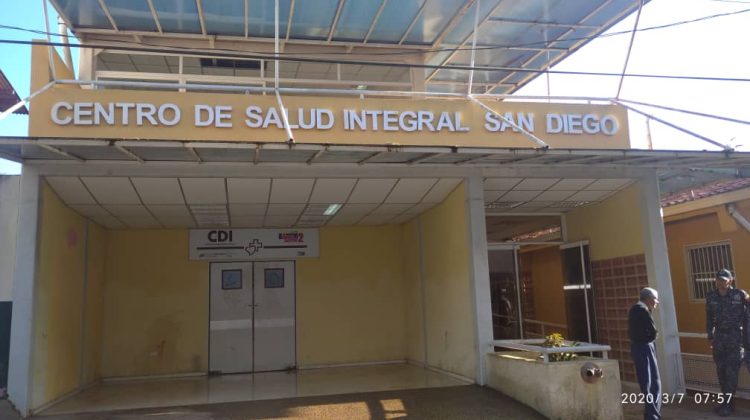 CENTRO DE SALUD INTEGRAL SAN DIEGO
CDI
2020/3/7 07:57